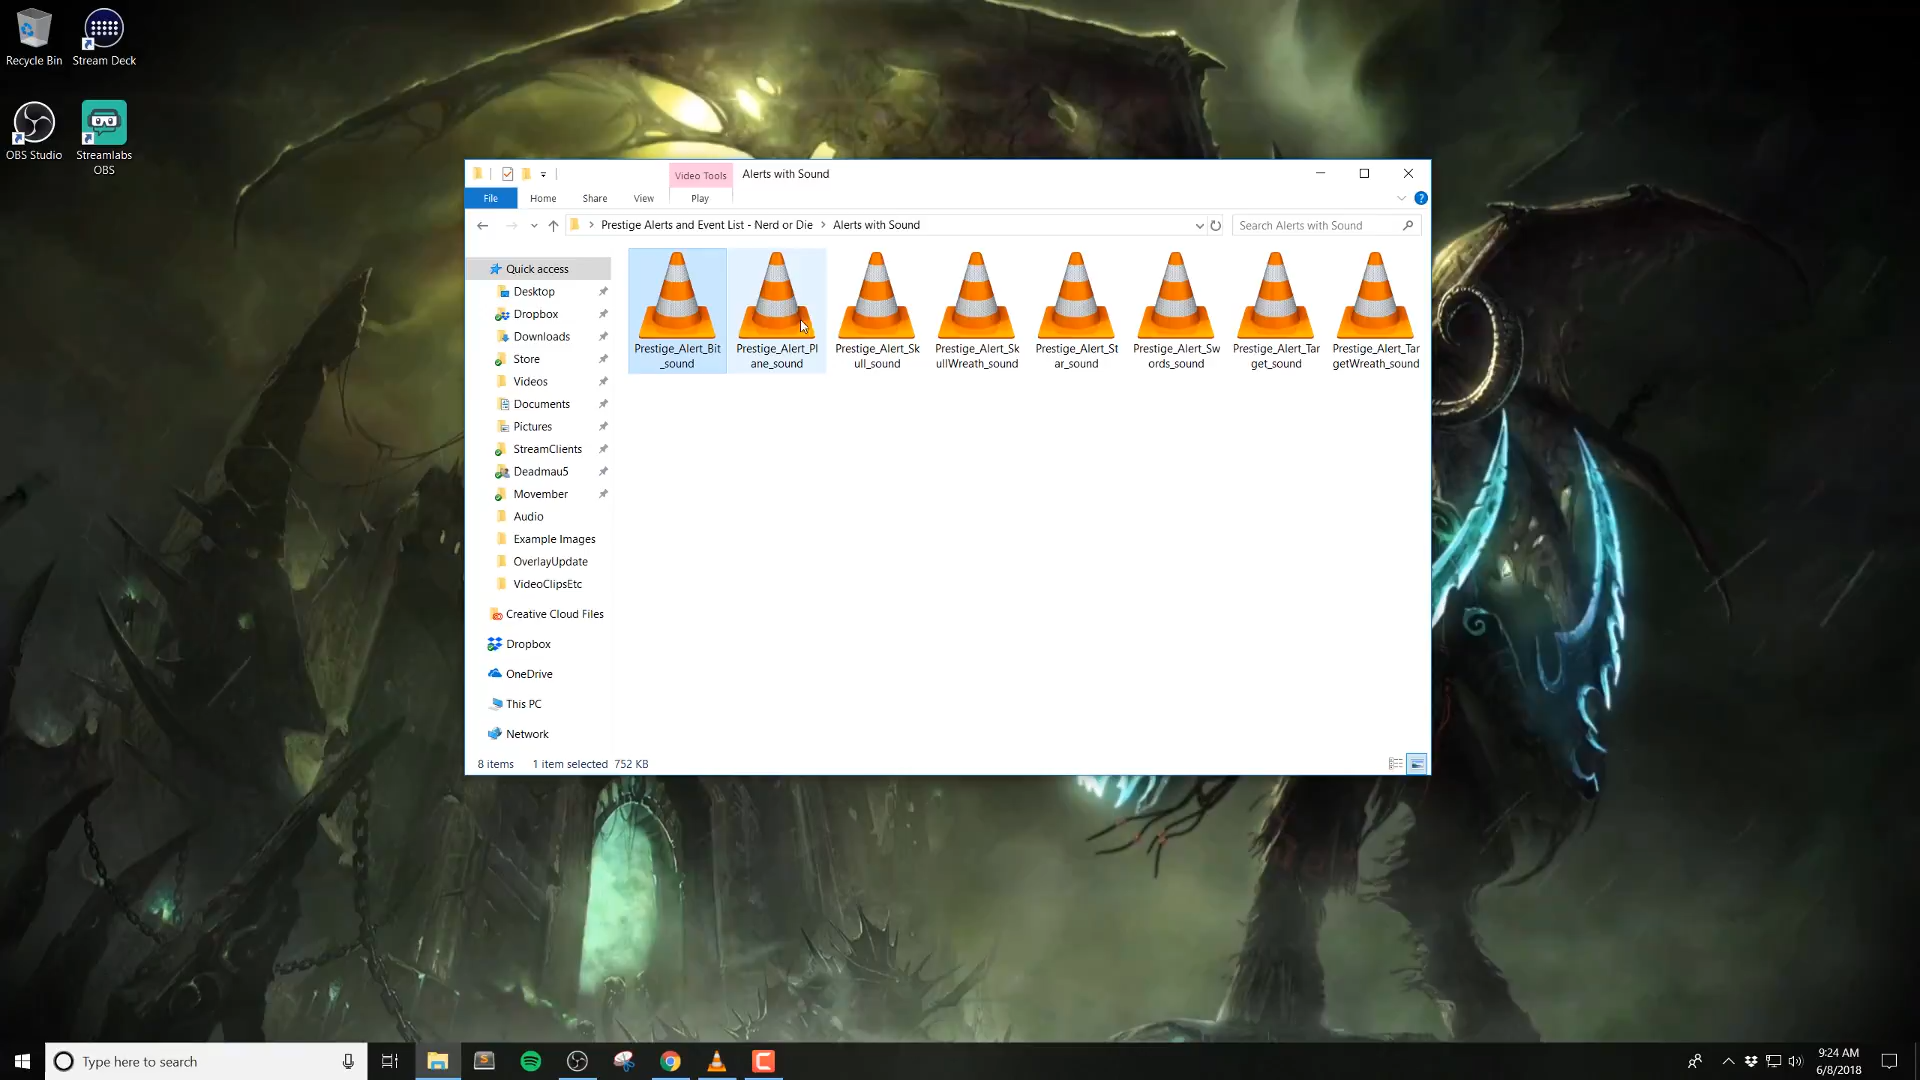 Recycle Bin
Stream Deck
OBS Studio
Streamlabs
OBS
Video Tools
Alerts with Sound
File
Home
Share
View
Play
Prestige Alerts and Event List - Nerd or Die
Alerts with Sound
Search Alerts with Sound
Quick access
Desktop
Dropbox
Downloads
Store
Videos
Documents
Pictures
StreamClients
Deadmau5
Movember
Audio
Example Images
OverlayUpdate
VideoClipsEtc
Creative Cloud Files
Dropbox
OneDrive
This PC
Network
Prestige_Alert_Bit
_sound
Prestige_Alert_Pl
ane_sound
Prestige_Alert_Sk
ull_sound
Prestige_Alert_Sk
ullWreath_sound
Prestige_Alert_St
ar_sound
Prestige_Alert_Sw
ords_sound
Prestige_Alert_Tar
get_sound
Prestige_Alert_Tar
getWreath_sound
8 items
1 item selected 752 KB
Type here to search
9:24 AM
6/8/2018